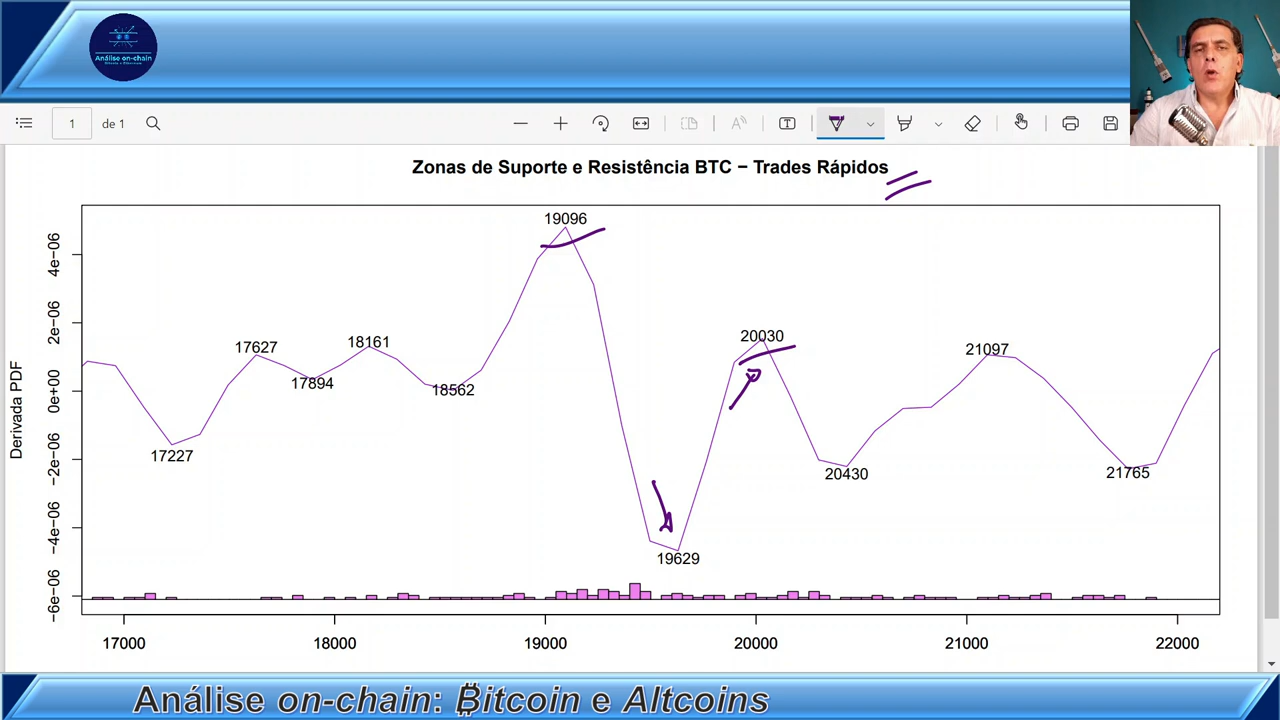 Análise on-chain
Bitcoin e Altcoins
1 de 1
Zonas de Suporte e Resistência BTC – Trades Rápidos
19096
20030
18161
17627
21097
17894
18562
17227
20430
21765
19629
Derivada PDF
4e-06
2e-06
0e+00
-2e-06
-4e-06
-6e-06
17000 18000 19000 20000 21000 22000
Análise on-chain: ₿itcoin e Altcoins